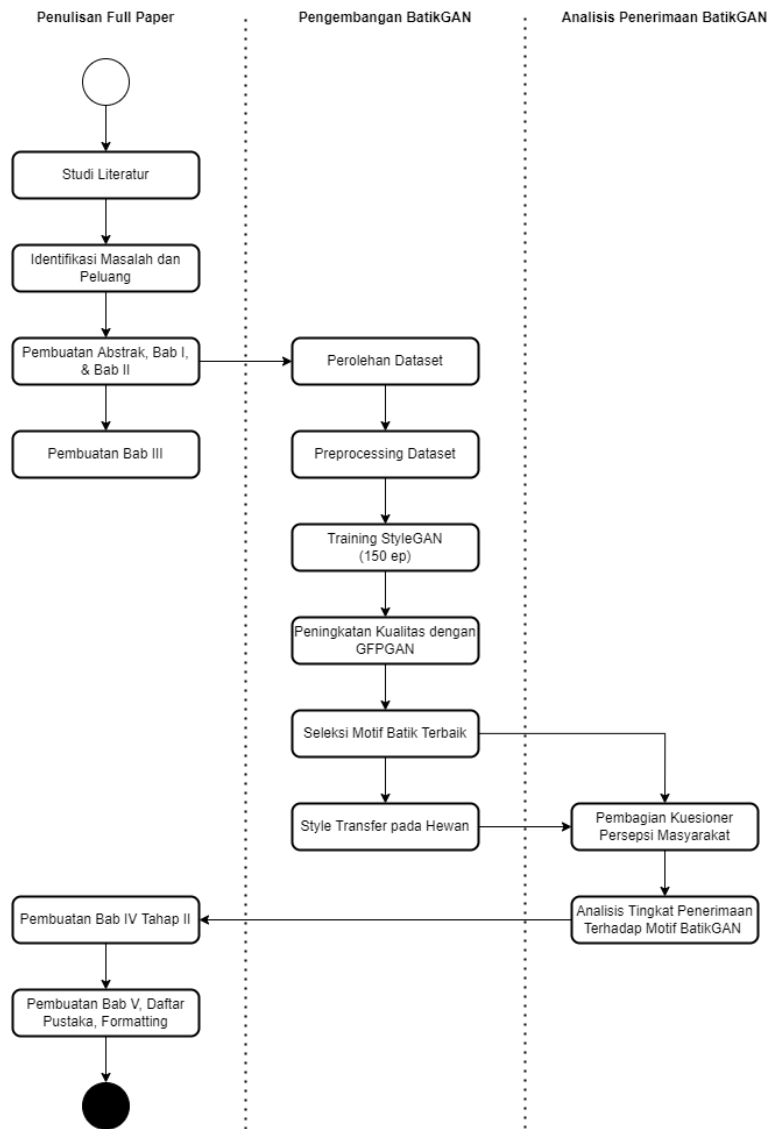 Penulisan Full Paper
Pengembangan BatikGAN
Analisis Penerimaan BatikGAN
Studi Literatur
Identifikasi Masalah dan
Peluang
Pembuatan Abstrak, Bab I,
& Bab II
Perolehan Dataset
Pembuatan Bab III
Preprocessing Dataset
Training StyleGAN
(150 ep)
Peningkatan Kualitas dengan
GFPGAN
Seleksi Motif Batik Terbaik
Style Transfer pada Hewan
Pembagian Kuesioner
Persepsi Masyarakat
Analisis Tingkat Penerimaan
Terhadap Motif BatikGAN
Pembuatan Bab IV Tahap II
Pembuatan Bab V, Daftar
Pustaka, Formatting